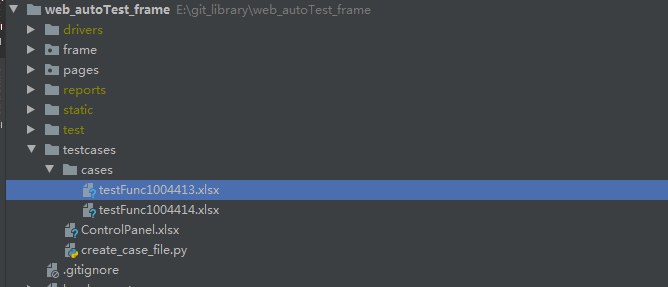 web_autoTest_frame E:\git_library\web_autoTest_frame
drivers
frame
pages
reports
static
test
testcases
cases
testFunc1004413.xlsx
testFunc1004414.xlsx
ControlPanel.xlsx
create_case_file.py
.gitignore